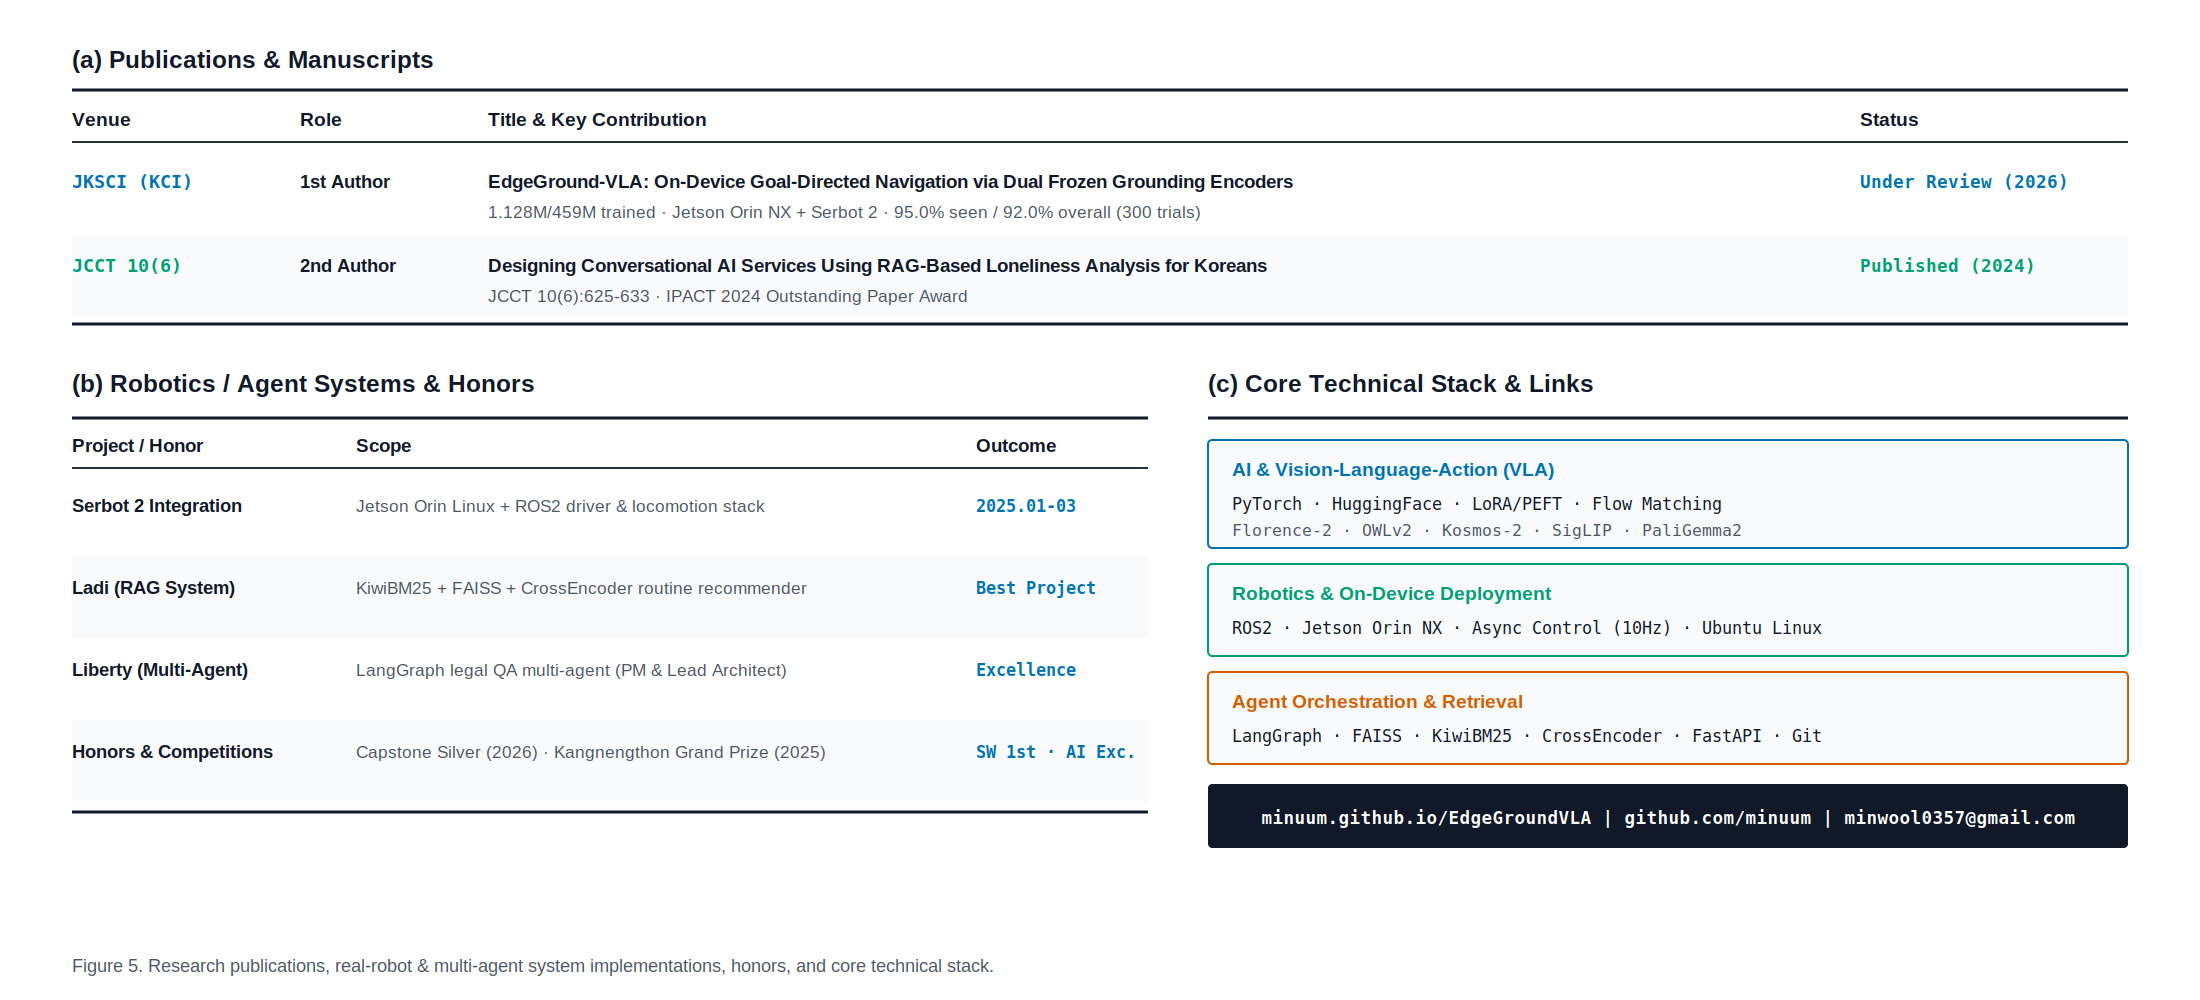 (a) Publications & Manuscripts
Venue Role Title & Key Contribution Status
JKSCI (KCI) 1st Author EdgeGround-VLA: On-Device Goal-Directed Navigation via Dual Frozen Grounding Encoders Under Review (2026)
1.128M/459M trained · Jetson Orin NX + Serbot 2 · 95.0% seen / 92.0% overall (300 trials)
JCCT 10(6) 2nd Author Designing Conversational AI Services Using RAG-Based Loneliness Analysis for Koreans Published (2024)
JCCT 10(6):625-633 · IPACT 2024 Outstanding Paper Award
(b) Robotics / Agent Systems & Honors
Project / Honor Scope Outcome
Serbot 2 Integration Jetson Orin Linux + ROS2 driver & locomotion stack 2025.01-03
Ladi (RAG System) KiwiBM25 + FAISS + CrossEncoder routine recommender Best Project
Liberty (Multi-Agent) LangGraph legal QA multi-agent (PM & Lead Architect) Excellence
Honors & Competitions Capstone Silver (2026) · Kangnengthon Grand Prize (2025) SW 1st · AI Exc.
(c) Core Technical Stack & Links
AI & Vision-Language-Action (VLA)
PyTorch · HuggingFace · LoRA/PEFT · Flow Matching
Florence-2 · OWLv2 · Kosmos-2 · SigLIP · PaliGemma2
Robotics & On-Device Deployment
ROS2 · Jetson Orin NX · Async Control (10Hz) · Ubuntu Linux
Agent Orchestration & Retrieval
LangGraph · FAISS · KiwiBM25 · CrossEncoder · FastAPI · Git
minuum.github.io/EdgeGroundVLA | github.com/minuum | minwool0357@gmail.com
Figure 5. Research publications, real-robot & multi-agent system implementations, honors, and core technical stack.